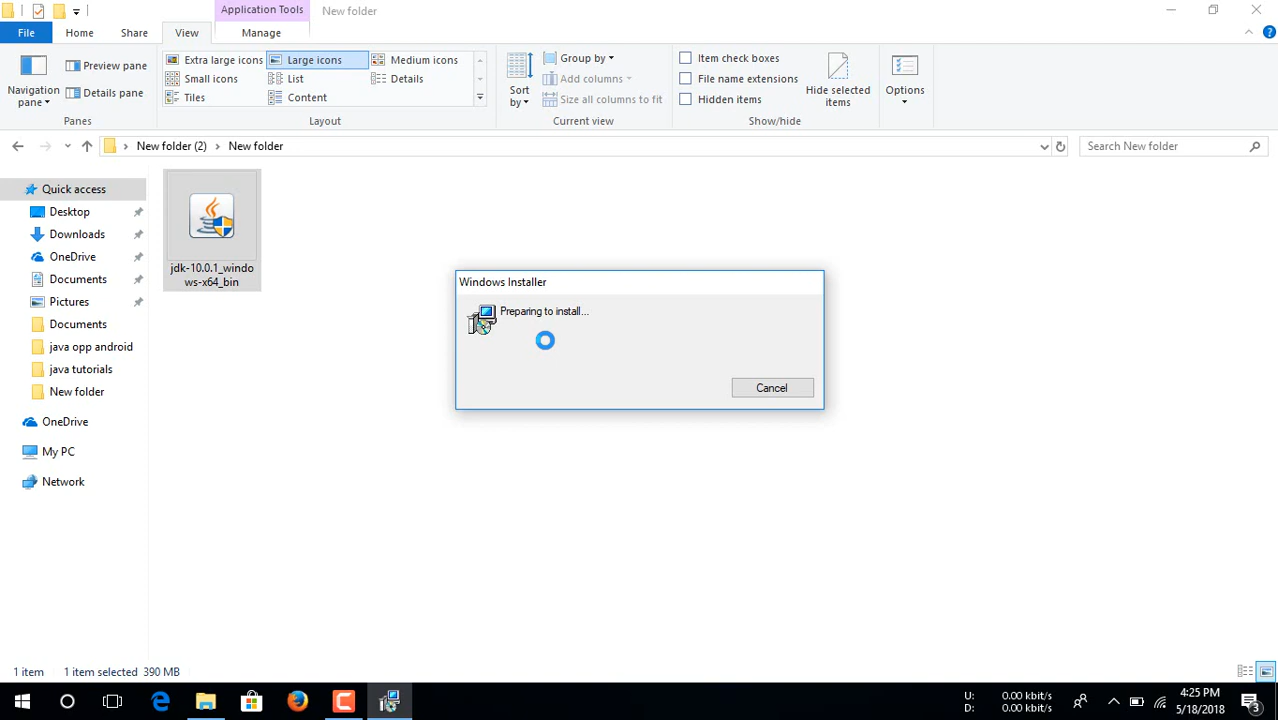 Application Tools
New folder
File
Home
Share
View
Manage
Navigation
pane
Preview pane
Details pane
Panes
Extra large icons
Large icons
Medium icons
Small icons
List
Details
Tiles
Content
Layout
Sort
by
Group by
Add columns
Size all columns to fit
Current view
Item check boxes
File name extensions
Hidden items
Hide selected
items
Show/hide
Options
New folder (2)
New folder
Search New folder
Quick access
Desktop
Downloads
OneDrive
Documents
Pictures
Documents
java opp android
java tutorials
New folder
OneDrive
My PC
Network
jdk-10.0.1_windo
ws-x64_bin
Windows Installer
Preparing to install...
Cancel
1 item
1 item selected 390 MB
U: 0.00 kbit/s
D: 0.00 kbit/s
4:25 PM
5/18/2018
3